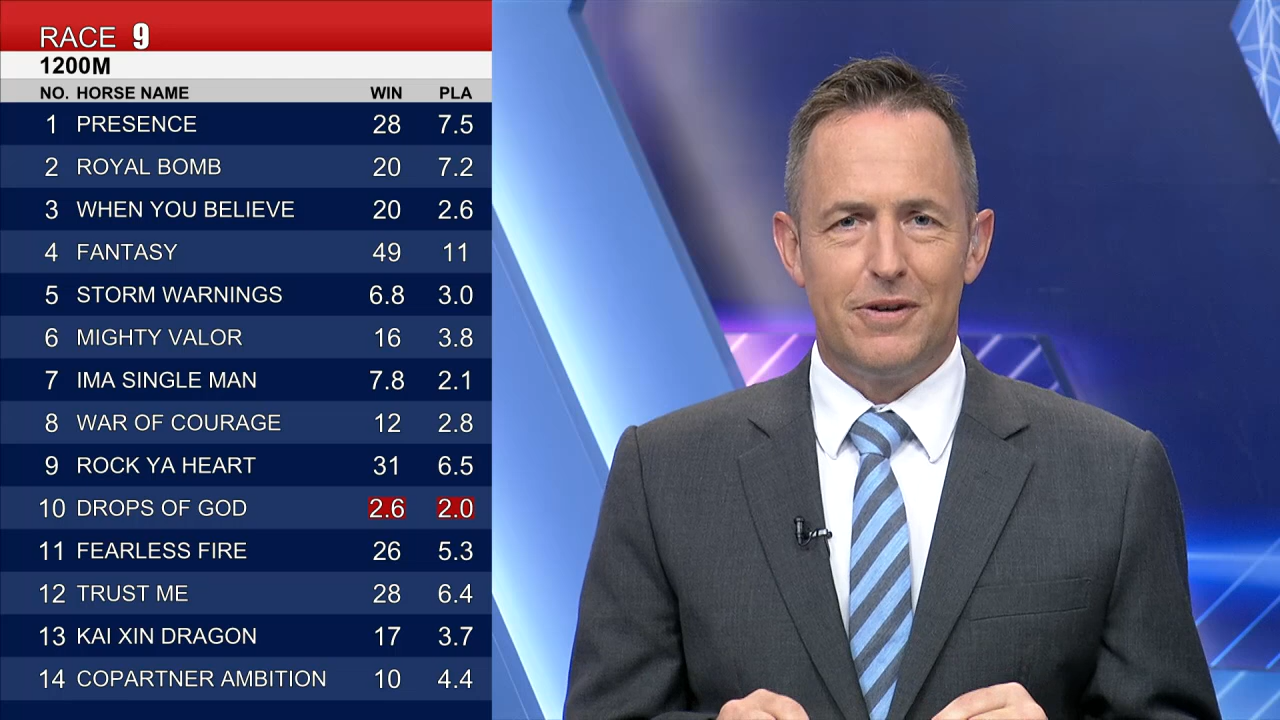 RACE 9
1200M
NO. HORSE NAME WIN PLA
1 PRESENCE 28 7.5
2 ROYAL BOMB 20 7.2
3 WHEN YOU BELIEVE 20 2.6
4 FANTASY 49 11
5 STORM WARNINGS 6.8 3.0
6 MIGHTY VALOR 16 3.8
7 IMA SINGLE MAN 7.8 2.1
8 WAR OF COURAGE 12 2.8
9 ROCK YA HEART 31 6.5
10 DROPS OF GOD 2.6 2.0
11 FEARLESS FIRE 26 5.3
12 TRUST ME 28 6.4
13 KAI XIN DRAGON 17 3.7
14 COPARTNER AMBITION 10 4.4